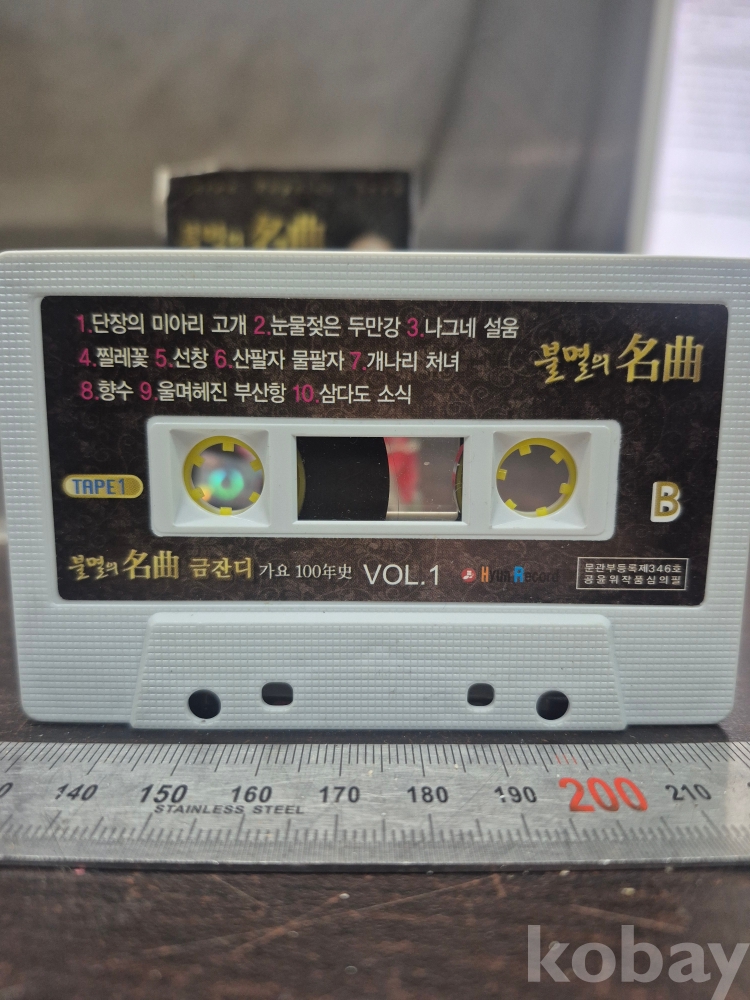 불멸의 名曲
1.단장의 미아리 고개 2.눈물젖은 두만강 3.나그네 설움
4.찔레꽃 5.선창 6.산팔자 물팔자 7.개나리 처녀
8.향수 9.울며헤진 부산항 10.삼다도 소식
불멸의 名曲
TAPE1
B
불멸의 名曲 금잔디 가요 100年史 VOL.1
Hyun Record
문관부등록제346호
공윤위작품심의필
140 150 160 170 180 190 200 210
STAINLESS STEEL
kobay